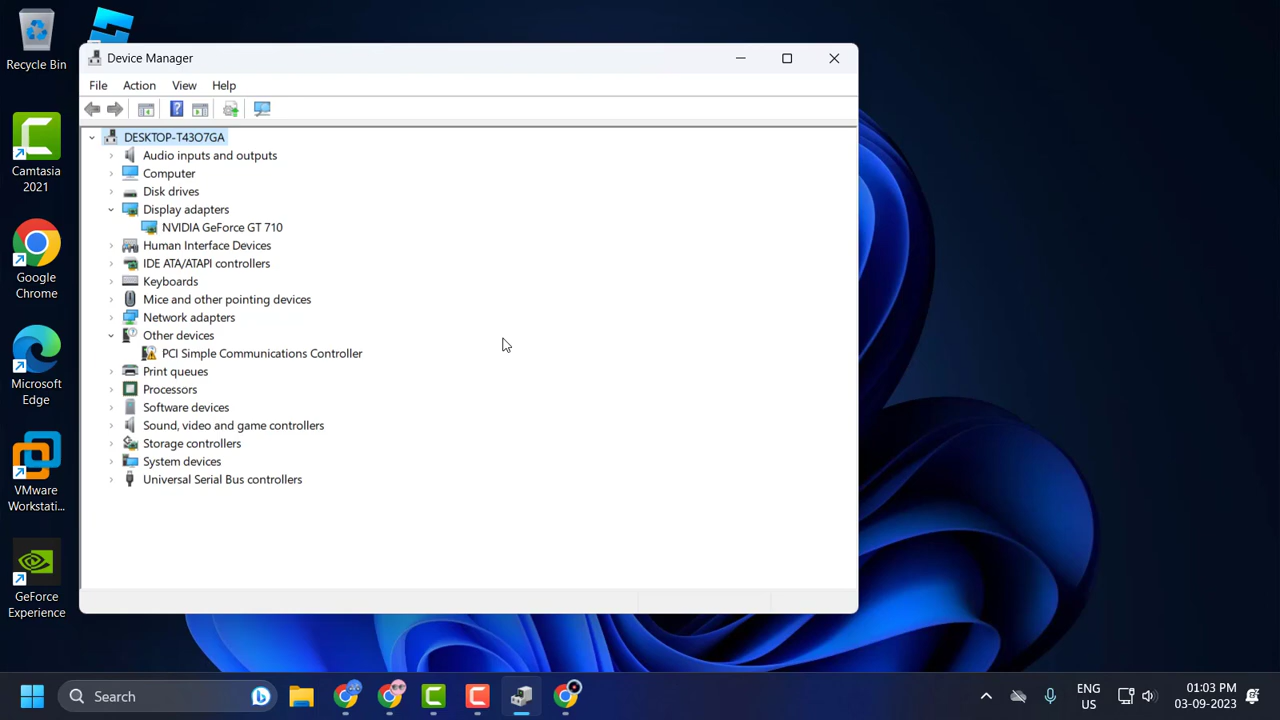 Recycle Bin
Camtasia
2021
Google
Chrome
Microsoft
Edge
VMware
Workstati...
GeForce
Experience
Device Manager
File Action View Help
DESKTOP-T43O7GA
Audio inputs and outputs
Computer
Disk drives
Display adapters
NVIDIA GeForce GT 710
Human Interface Devices
IDE ATA/ATAPI controllers
Keyboards
Mice and other pointing devices
Network adapters
Other devices
PCI Simple Communications Controller
Print queues
Processors
Software devices
Sound, video and game controllers
Storage controllers
System devices
Universal Serial Bus controllers
Search
ENG
US
01:03 PM
03-09-2023